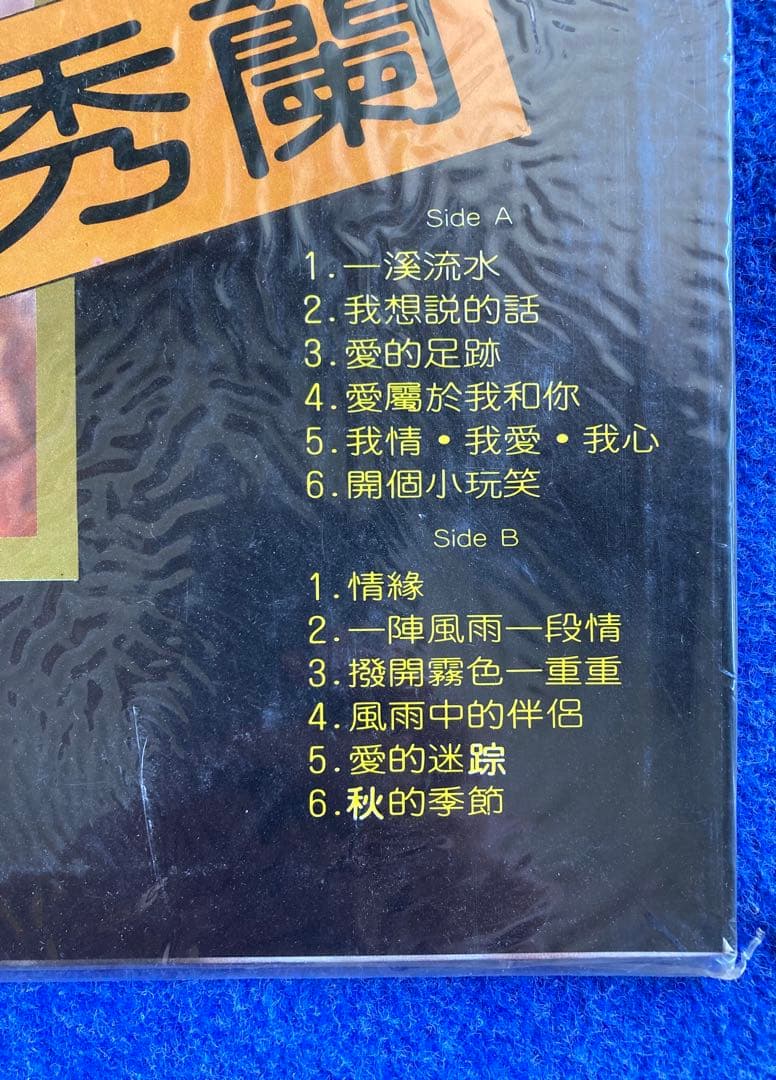 秀蘭
Side A
1.一溪流水
2.我想説的話
3.愛的足跡
4.愛屬於我和你
5.我情・我愛・我心
6.開個小玩笑
Side B
1.情緣
2.一陣風雨一段情
3.撥開霧色一重重
4.風雨中的伴侶
5.愛的迷踪
6.秋的季節